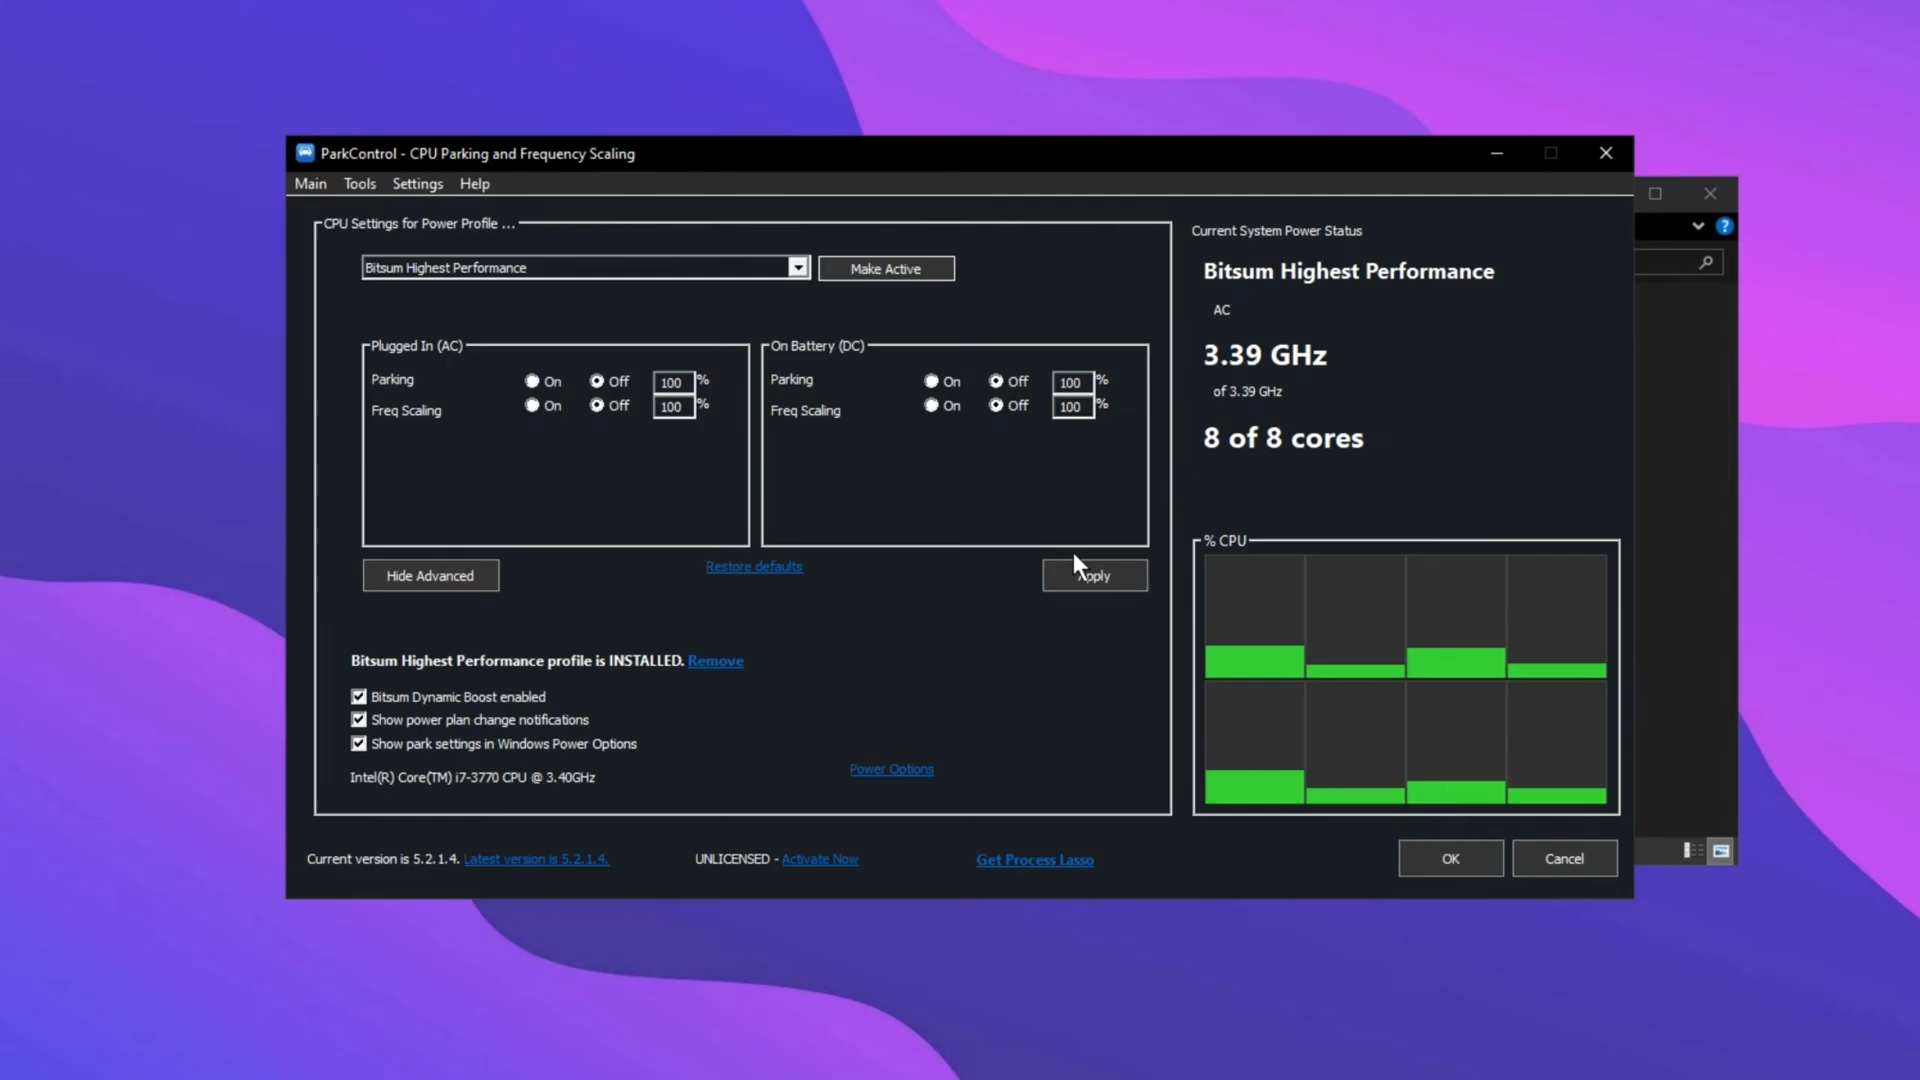 ParkControl - CPU Parking and Frequency Scaling
Main Tools Settings Help
CPU Settings for Power Profile ...
Bitsum Highest Performance
Make Active
Plugged In (AC)
Parking On Off 100 %
Freq Scaling On Off 100 %
On Battery (DC)
Parking On Off 100 %
Freq Scaling On Off 100 %
Hide Advanced
Restore defaults
Apply
Bitsum Highest Performance profile is INSTALLED. Remove
Bitsum Dynamic Boost enabled
Show power plan change notifications
Show park settings in Windows Power Options
Intel(R) Core(TM) i7-3770 CPU @ 3.40GHz
Power Options
Current System Power Status
Bitsum Highest Performance
AC
3.39 GHz
of 3.39 GHz
8 of 8 cores
% CPU
Current version is 5.2.1.4. Latest version is 5.2.1.4.
UNLICENSED - Activate Now
Get Process Lasso
OK
Cancel